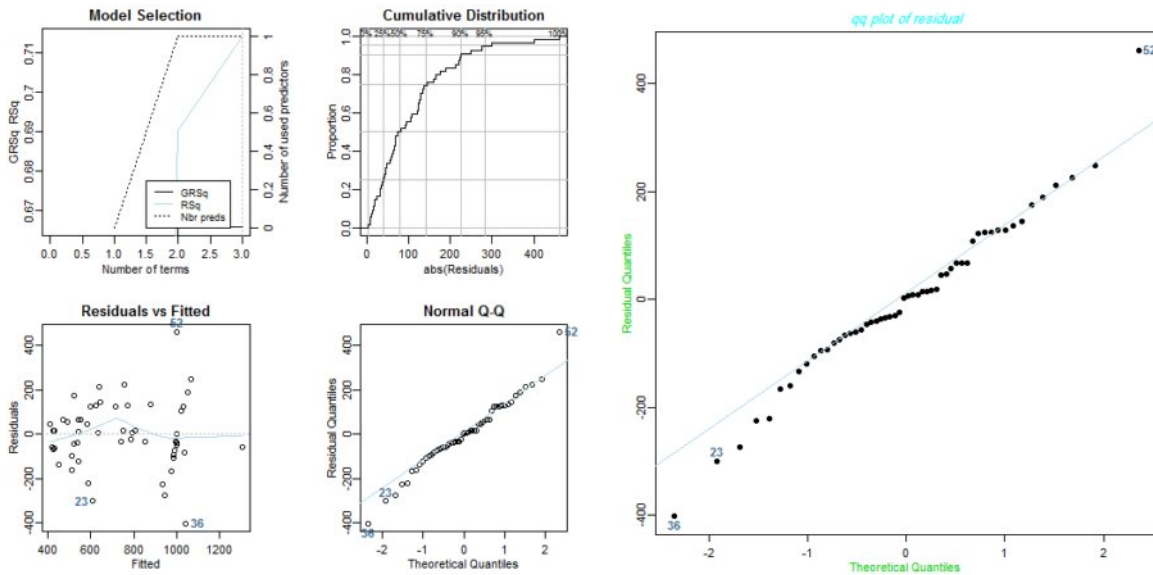 Model Selection
GRSq RSq
0.67 0.68 0.69 0.7 0.71
0.0 0.5 1.0 1.5 2.0 2.5 3.0
Number of terms
0 0.2 0.4 0.6 0.8 1
Number of used predictors
GRSq
RSq
Nbr preds
Cumulative Distribution
0% 25% 50% 75% 90% 95% 100%
Proportion
0.0 0.2 0.4 0.6 0.8 1.0
0 100 200 300 400
abs(Residuals)
Residuals vs Fitted
Residuals
-400 -200 0 200 400
52
23
36
400 600 800 1000 1200
Fitted
Normal Q-Q
Residual Quantiles
-400 -200 0 200 400
52
23
36
-2 -1 0 1 2
Theoretical Quantiles
qq plot of residual
Residual Quantiles
-400 -200 0 200 400
52
23
36
-2 -1 0 1 2
Theoretical Quantiles